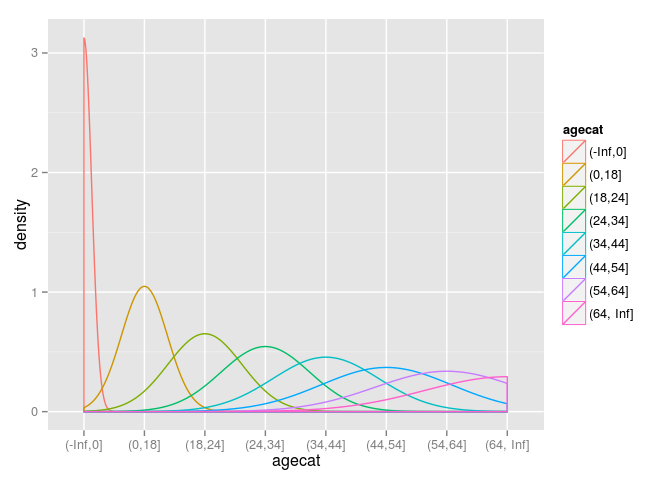 3
2
1
0
density
(-Inf,0]
(0,18]
(18,24]
(24,34]
(34,44]
(44,54]
(54,64]
(64, Inf]
agecat
agecat
(-Inf,0]
(0,18]
(18,24]
(24,34]
(34,44]
(44,54]
(54,64]
(64, Inf]